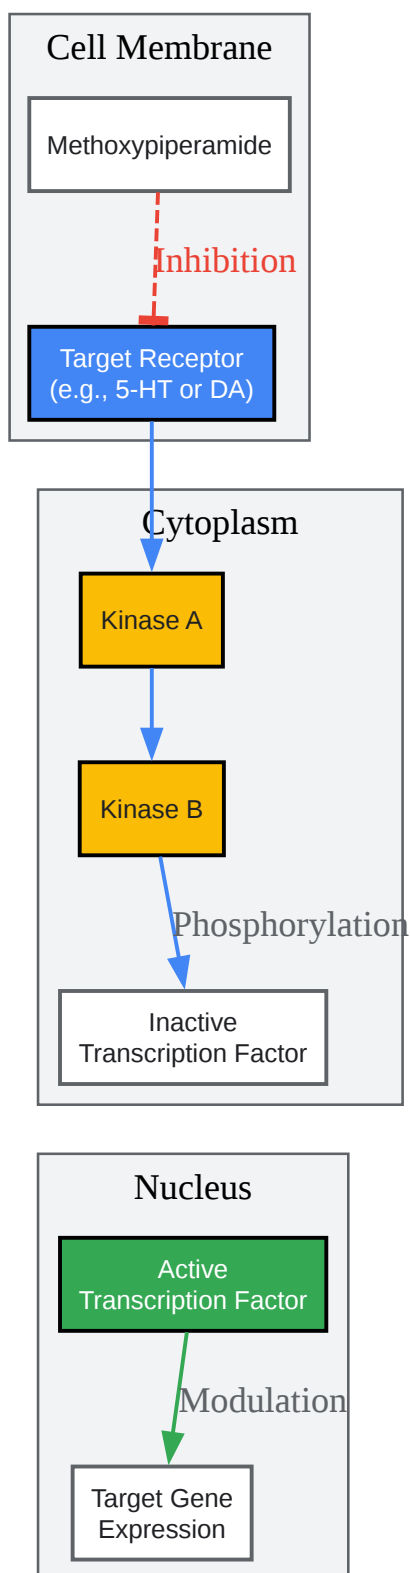 Cell Membrane
Methoxypiperamide
Inhibition
Target Receptor
(e.g., 5-HT or DA)
Cytoplasm
Kinase A
Kinase B
Phosphorylation
Inactive
Transcription Factor
Nucleus
Active
Transcription Factor
Modulation
Target Gene
Expression